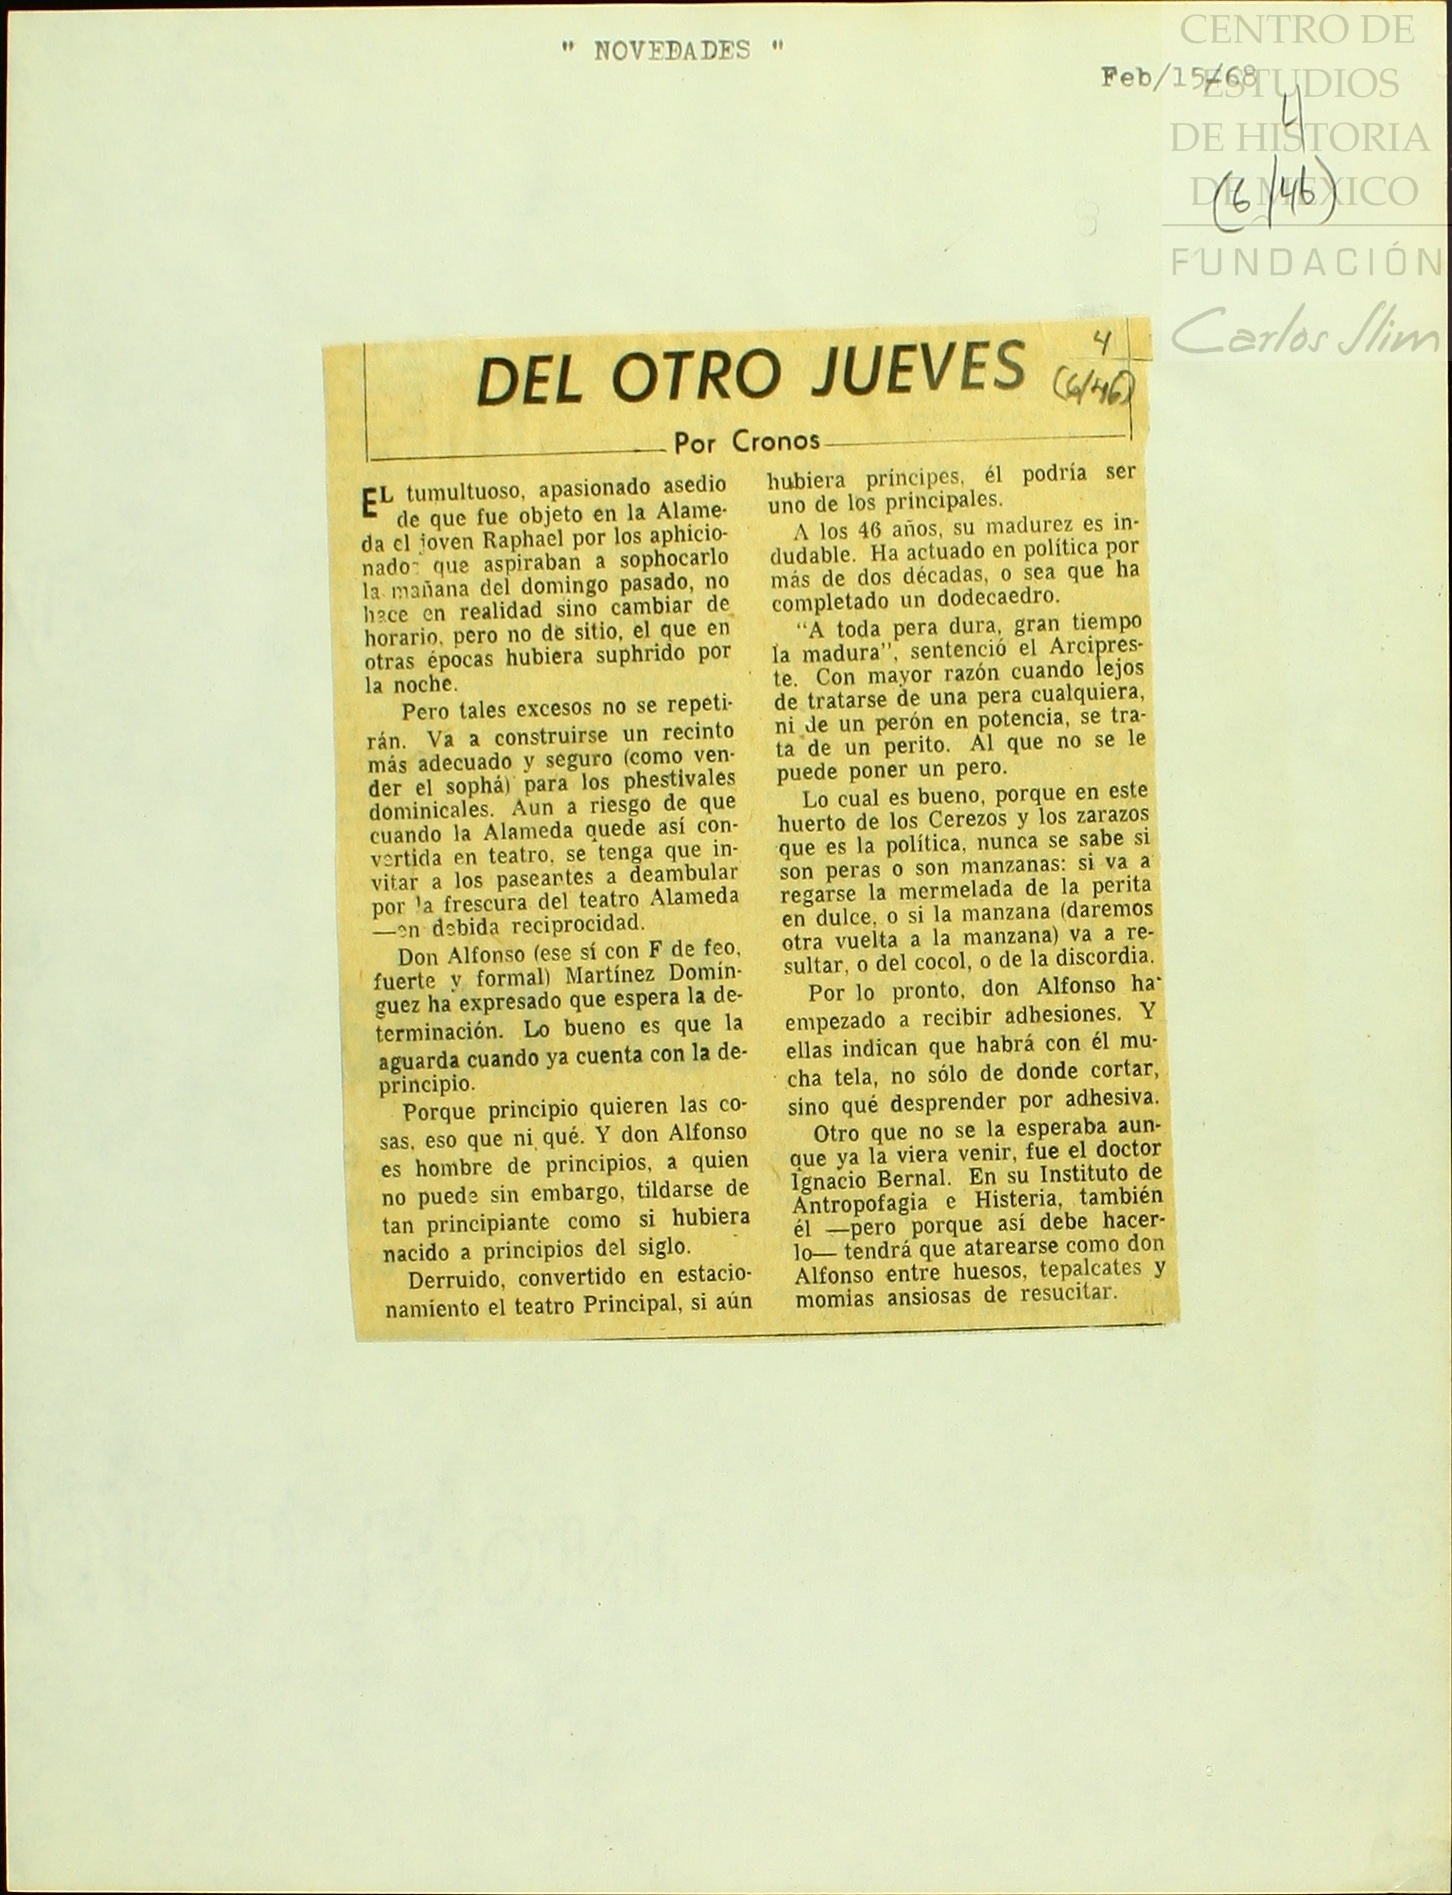 " NOVEDADES "
Feb/15/68
4
(6/46)
CENTRO DE
ESTUDIOS
DE HISTORIA
DE MEXICO
FUNDACIÓN
Carlos Slim
DEL OTRO JUEVES
4
(6/46)
Por Cronos
EL tumultuoso, apasionado asedio
de que fue objeto en la Alame-
da el joven Raphael por los aphicio-
nados que aspiraban a sophocarlo
la mañana del domingo pasado, no
hace en realidad sino cambiar de
horario, pero no de sitio, el que en
otras épocas hubiera suphrido por
la noche.
Pero tales excesos no se repeti-
rán. Va a construirse un recinto
más adecuado y seguro (como ven-
der el sophá) para los phestivales
dominicales. Aun a riesgo de que
cuando la Alameda quede así con-
vertida en teatro, se tenga que in-
vitar a los paseantes a deambular
por la frescura del teatro Alameda
—en debida reciprocidad.
Don Alfonso (ese sí con F de feo,
fuerte y formal) Martínez Domín-
guez ha expresado que espera la de-
terminación. Lo bueno es que la
aguarda cuando ya cuenta con la de-
principio.
Porque principio quieren las co-
sas, eso que ni qué. Y don Alfonso
es hombre de principios, a quien
no puede sin embargo, tildarse de
tan principiante como si hubiera
nacido a principios del siglo.
Derruido, convertido en estacio-
namiento el teatro Principal, si aún
hubiera príncipes, él podría ser
uno de los principales.
A los 46 años, su madurez es in-
dudable. Ha actuado en política por
más de dos décadas, o sea que ha
completado un dodecaedro.
"A toda pera dura, gran tiempo
la madura", sentenció el Arcipres-
te. Con mayor razón cuando lejos
de tratarse de una pera cualquiera,
ni de un perón en potencia, se tra-
ta de un perito. Al que no se le
puede poner un pero.
Lo cual es bueno, porque en este
huerto de los Cerezos y los zarazos
que es la política, nunca se sabe si
son peras o son manzanas: si va a
regarse la mermelada de la perita
en dulce, o si la manzana (daremos
otra vuelta a la manzana) va a re-
sultar, o del cocol, o de la discordia.
Por lo pronto, don Alfonso ha
empezado a recibir adhesiones. Y
ellas indican que habrá con él mu-
cha tela, no sólo de donde cortar,
sino qué desprender por adhesiva.
Otro que no se la esperaba aun-
que ya la viera venir, fue el doctor
Ignacio Bernal. En su Instituto de
Antropofagia e Histeria, también
él —pero porque así debe hacer-
lo— tendrá que atarearse como don
Alfonso entre huesos, tepalcates y
momias ansiosas de resucitar.